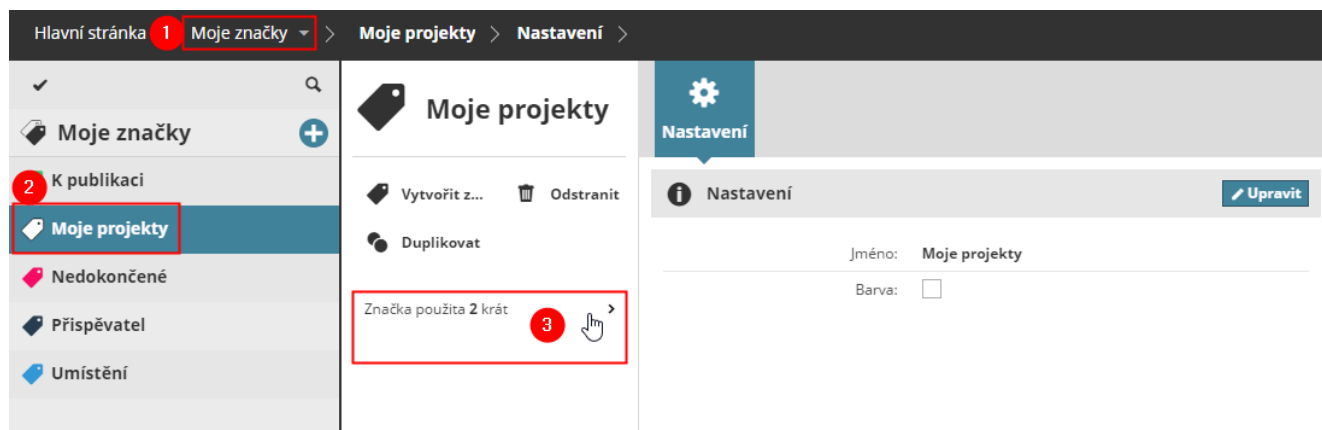 Hlavní stránka 1 Moje značky > Moje projekty > Nastavení >
Moje značky
K publikaci
2
Moje projekty
Nedokončené
Přispěvatel
Umístění
Moje projekty
Vytvořit z... Odstranit
Duplikovat
Značka použita 2 krát >
3
Nastavení
Nastavení
Upravit
Jméno: Moje projekty
Barva: